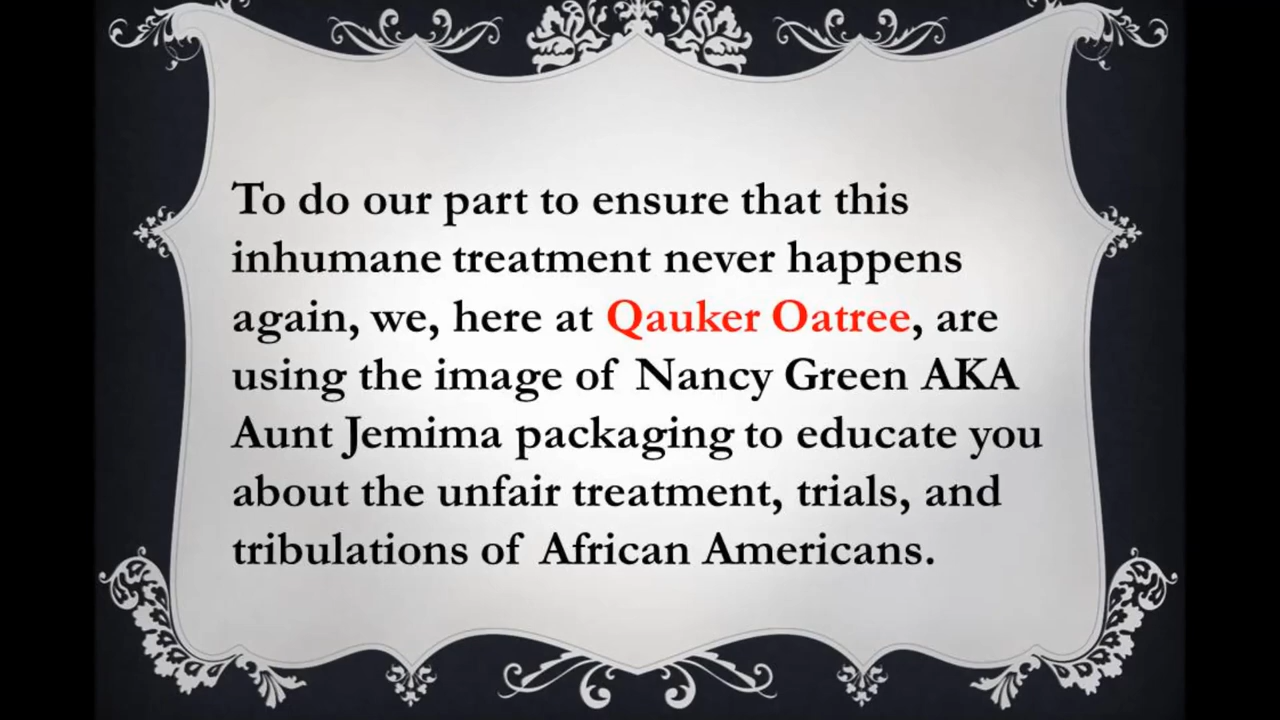 To do our part to ensure that this
inhumane treatment never happens
again, we, here at Qauker Oatree, are
using the image of Nancy Green AKA
Aunt Jemima packaging to educate you
about the unfair treatment, trials, and
tribulations of African Americans.